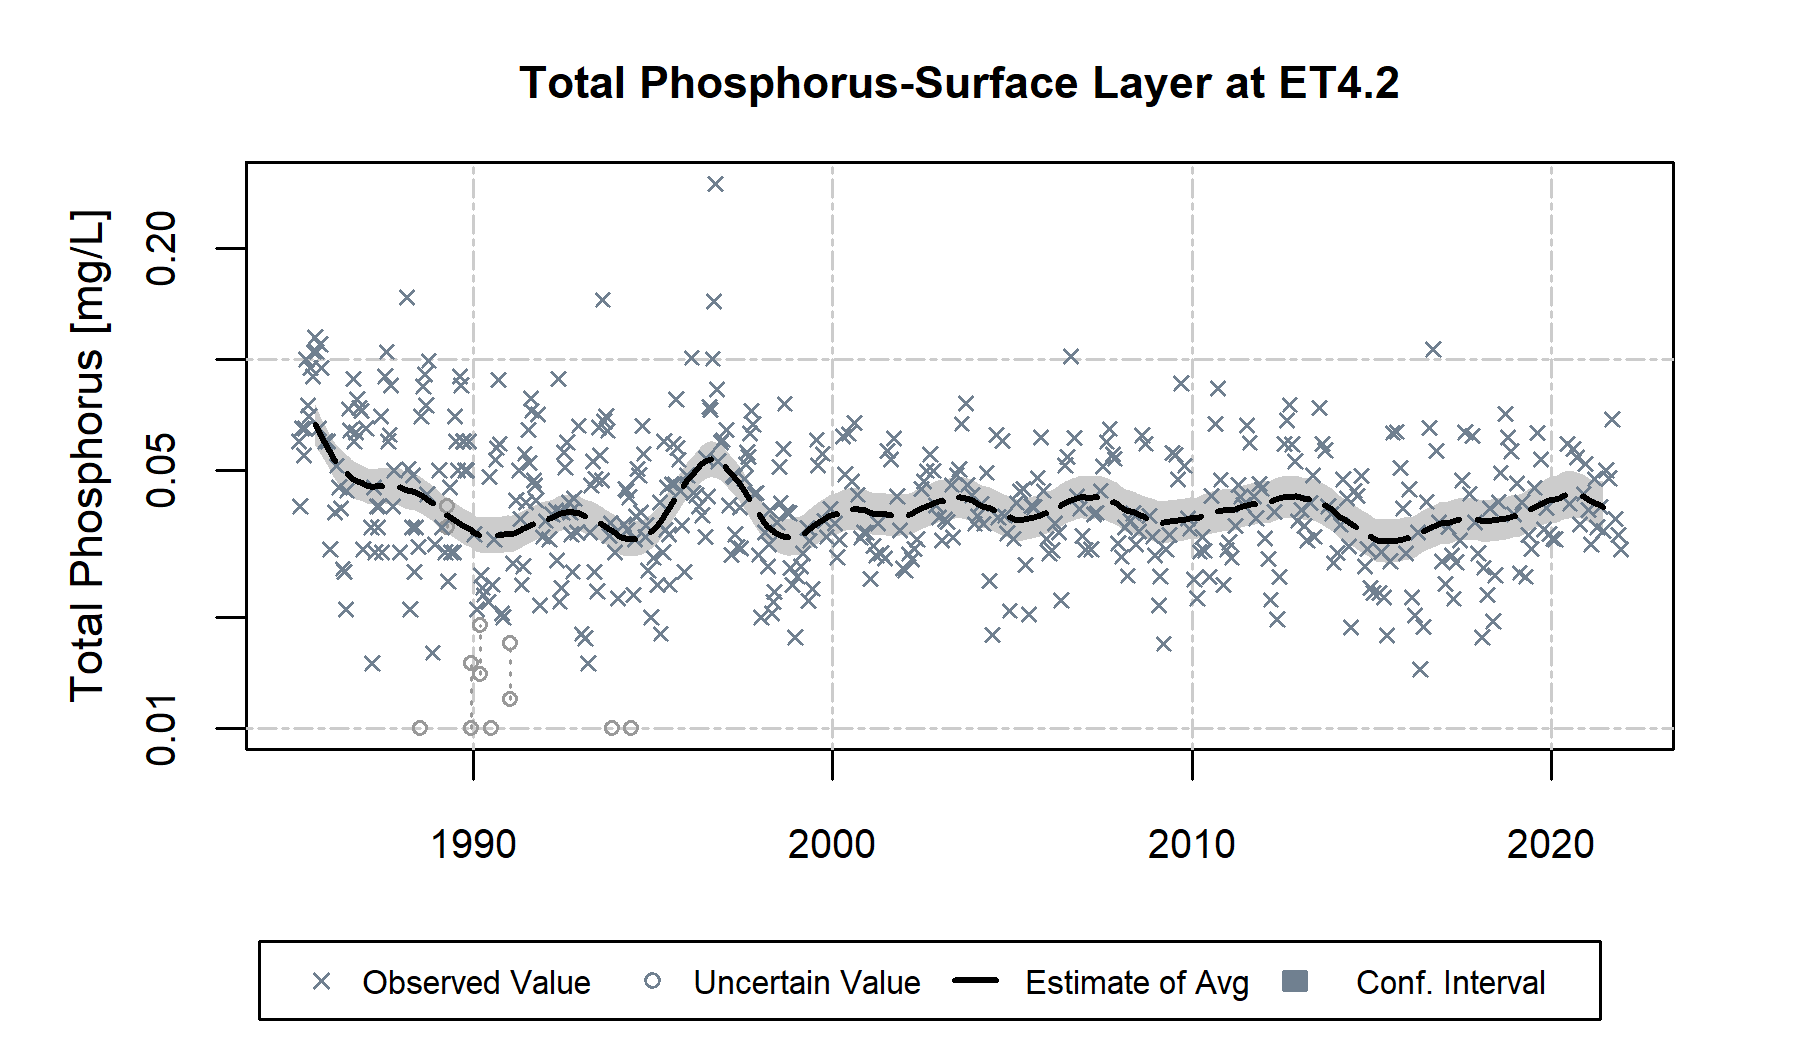 Total Phosphorus-Surface Layer at ET4.2
Total Phosphorus [mg/L]
0.20
0.05
0.01
1990 2000 2010 2020
Observed Value Uncertain Value Estimate of Avg Conf. Interval